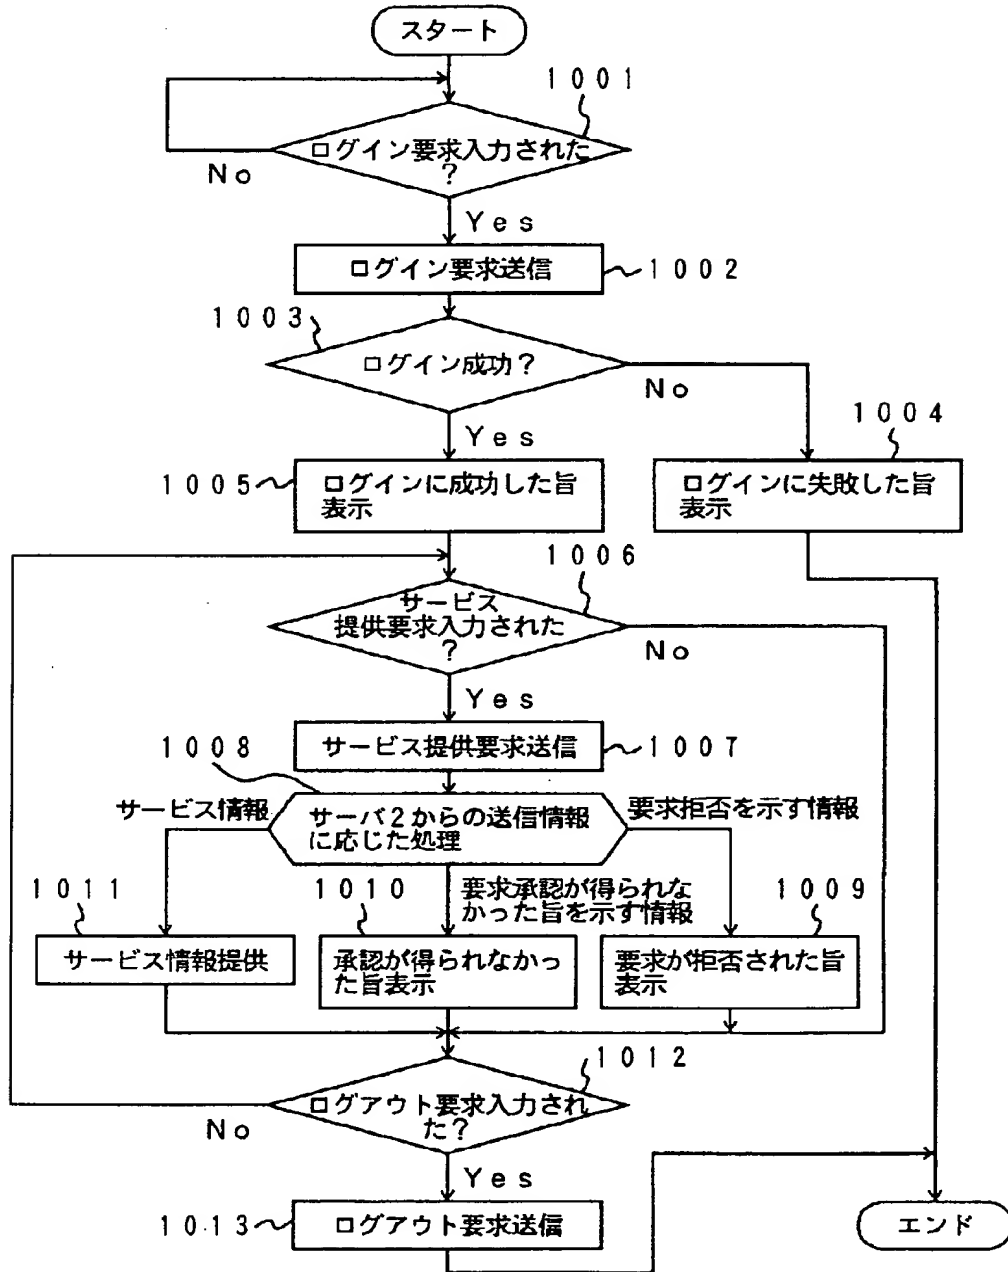 スタート
1001
ログイン要求入力された
?
No
Yes
ログイン要求送信
1002
1003
ログイン成功?
No
Yes
1004
1005
ログインに成功した旨
表示
ログインに失敗した旨
表示
1006
サービス
提供要求入力された
?
No
Yes
サービス提供要求送信
1007
1008
サービス情報
サーバ2からの送信情報
に応じた処理
要求拒否を示す情報
1011
1010
要求承認が得られな
かった旨を示す情報
1009
サービス情報提供
承認が得られなかっ
た旨表示
要求が拒否された旨
表示
1012
ログアウト要求入力され
た?
No
Yes
1013
ログアウト要求送信
エンド